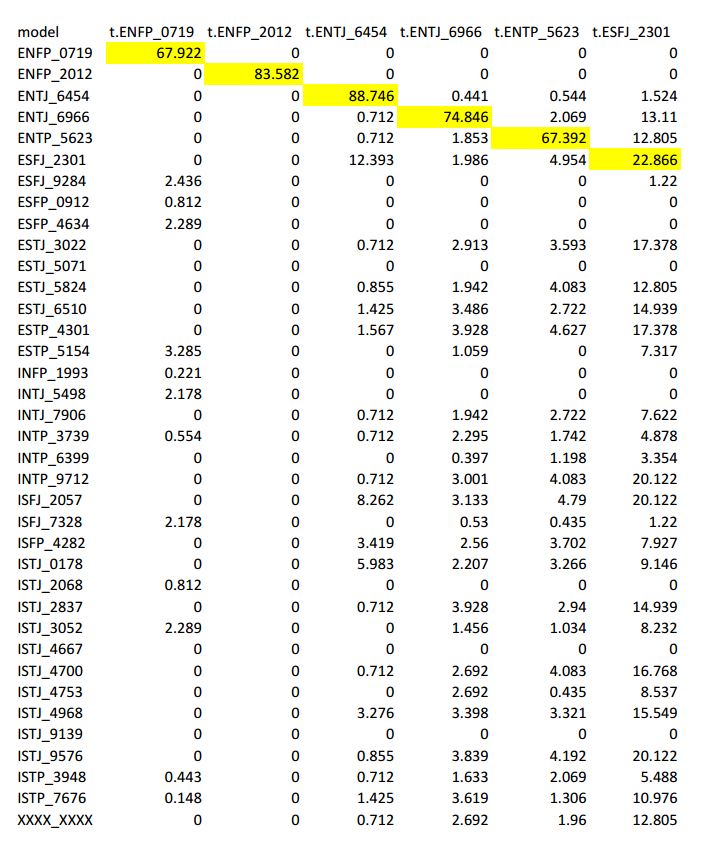 model t.ENFP_0719 t.ENFP_2012 t.ENTJ_6454 t.ENTJ_6966 t.ENTP_5623 t.ESFJ_2301
ENFP_0719 67.922 0 0 0 0 0
ENFP_2012 0 83.582 0 0 0 0
ENTJ_6454 0 0 88.746 0.441 0.544 1.524
ENTJ_6966 0 0 0.712 74.846 2.069 13.11
ENTP_5623 0 0 0.712 1.853 67.392 12.805
ESFJ_2301 0 0 12.393 1.986 4.954 22.866
ESFJ_9284 2.436 0 0 0 0 1.22
ESFP_0912 0.812 0 0 0 0 0
ESFP_4634 2.289 0 0 0 0 0
ESTJ_3022 0 0 0.712 2.913 3.593 17.378
ESTJ_5071 0 0 0 0 0 0
ESTJ_5824 0 0 0.855 1.942 4.083 12.805
ESTJ_6510 0 0 1.425 3.486 2.722 14.939
ESTP_4301 0 0 1.567 3.928 4.627 17.378
ESTP_5154 3.285 0 0 1.059 0 7.317
INFP_1993 0.221 0 0 0 0 0
INTJ_5498 2.178 0 0 0 0 0
INTJ_7906 0 0 0.712 1.942 2.722 7.622
INTP_3739 0.554 0 0.712 2.295 1.742 4.878
INTP_6399 0 0 0 0.397 1.198 3.354
INTP_9712 0 0 0.712 3.001 4.083 20.122
ISFJ_2057 0 0 8.262 3.133 4.79 20.122
ISFJ_7328 2.178 0 0 0.53 0.435 1.22
ISFP_4282 0 0 3.419 2.56 3.702 7.927
ISTJ_0178 0 0 5.983 2.207 3.266 9.146
ISTJ_2068 0.812 0 0 0 0 0
ISTJ_2837 0 0 0.712 3.928 2.94 14.939
ISTJ_3052 2.289 0 0 1.456 1.034 8.232
ISTJ_4667 0 0 0 0 0 0
ISTJ_4700 0 0 0.712 2.692 4.083 16.768
ISTJ_4753 0 0 0 2.692 0.435 8.537
ISTJ_4968 0 0 3.276 3.398 3.321 15.549
ISTJ_9139 0 0 0 0 0 0
ISTJ_9576 0 0 0.855 3.839 4.192 20.122
ISTP_3948 0.443 0 0.712 1.633 2.069 5.488
ISTP_7676 0.148 0 1.425 3.619 1.306 10.976
XXXX_XXXX 0 0 0.712 2.692 1.96 12.805